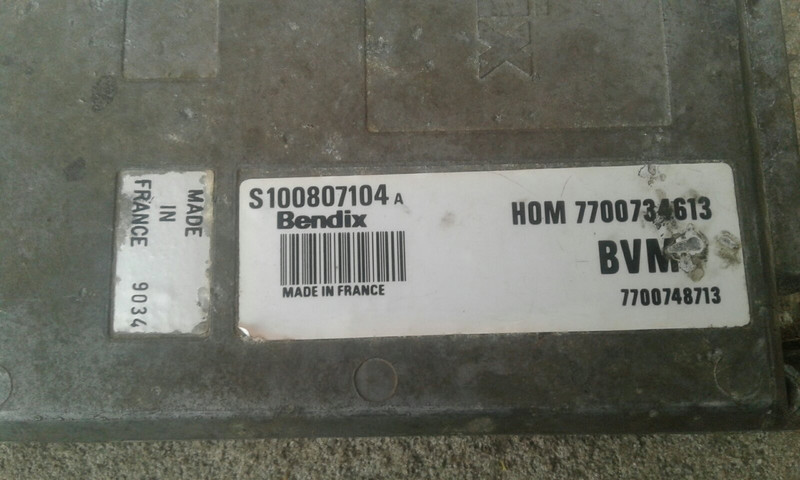 MADE
IN
FRANCE 9034
S100807104 A
Bendix
MADE IN FRANCE
HOM 7700734613
BVM
7700748713